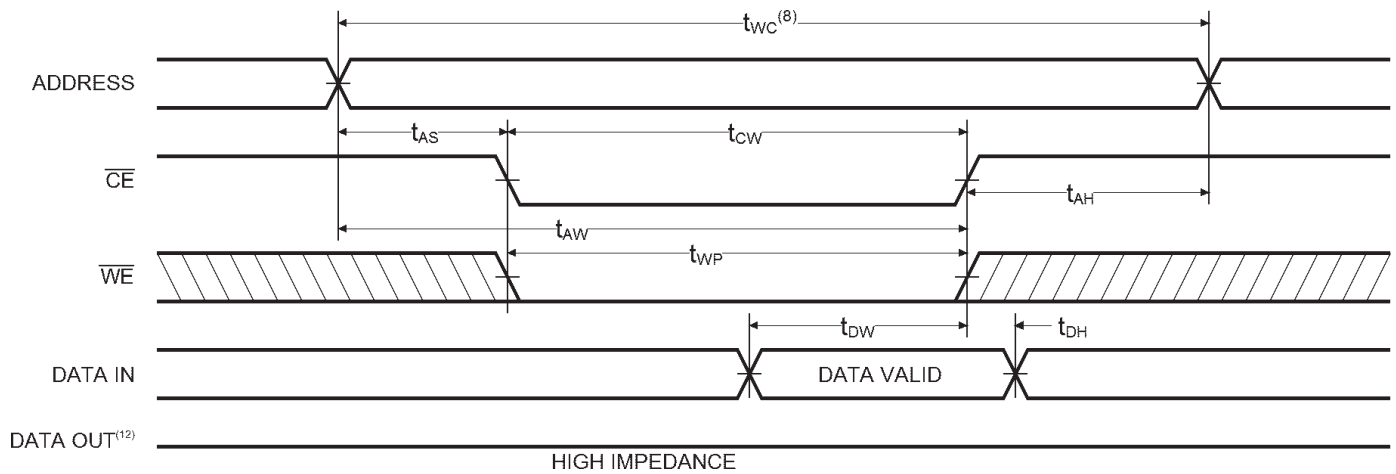 tWC(8)
ADDRESS
tAS
tCW
CE
tAH
tAW
WE
tWP
tDW
tDH
DATA IN
DATA VALID
DATA OUT(12)
HIGH IMPEDANCE